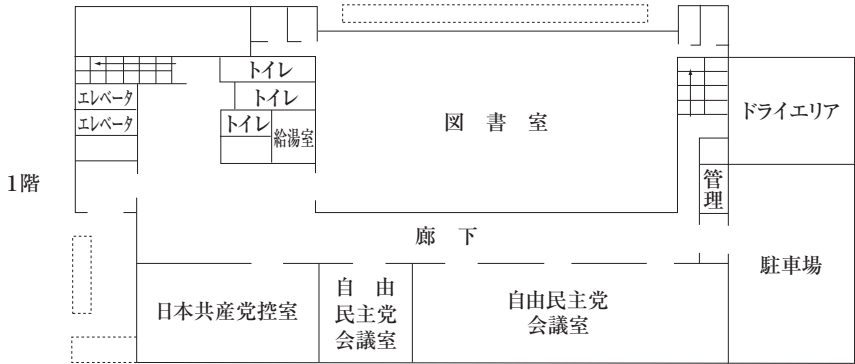 トイレ
エレベータ
トイレ
エレベータ
トイレ
給湯室
図書室
ドライエリア
1階
管理
廊下
駐車場
日本共産党控室
自由
民主党
会議室
自由民主党
会議室